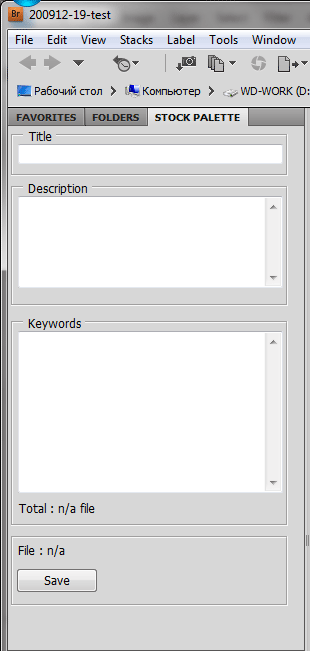 Br 200912-19-test
File Edit View Stacks Label Tools Window
Рабочий стол Компьютер WD-WORK (D:
FAVORITES FOLDERS STOCK PALETTE
Title
Description
Keywords
Total : n/a file
File : n/a
Save